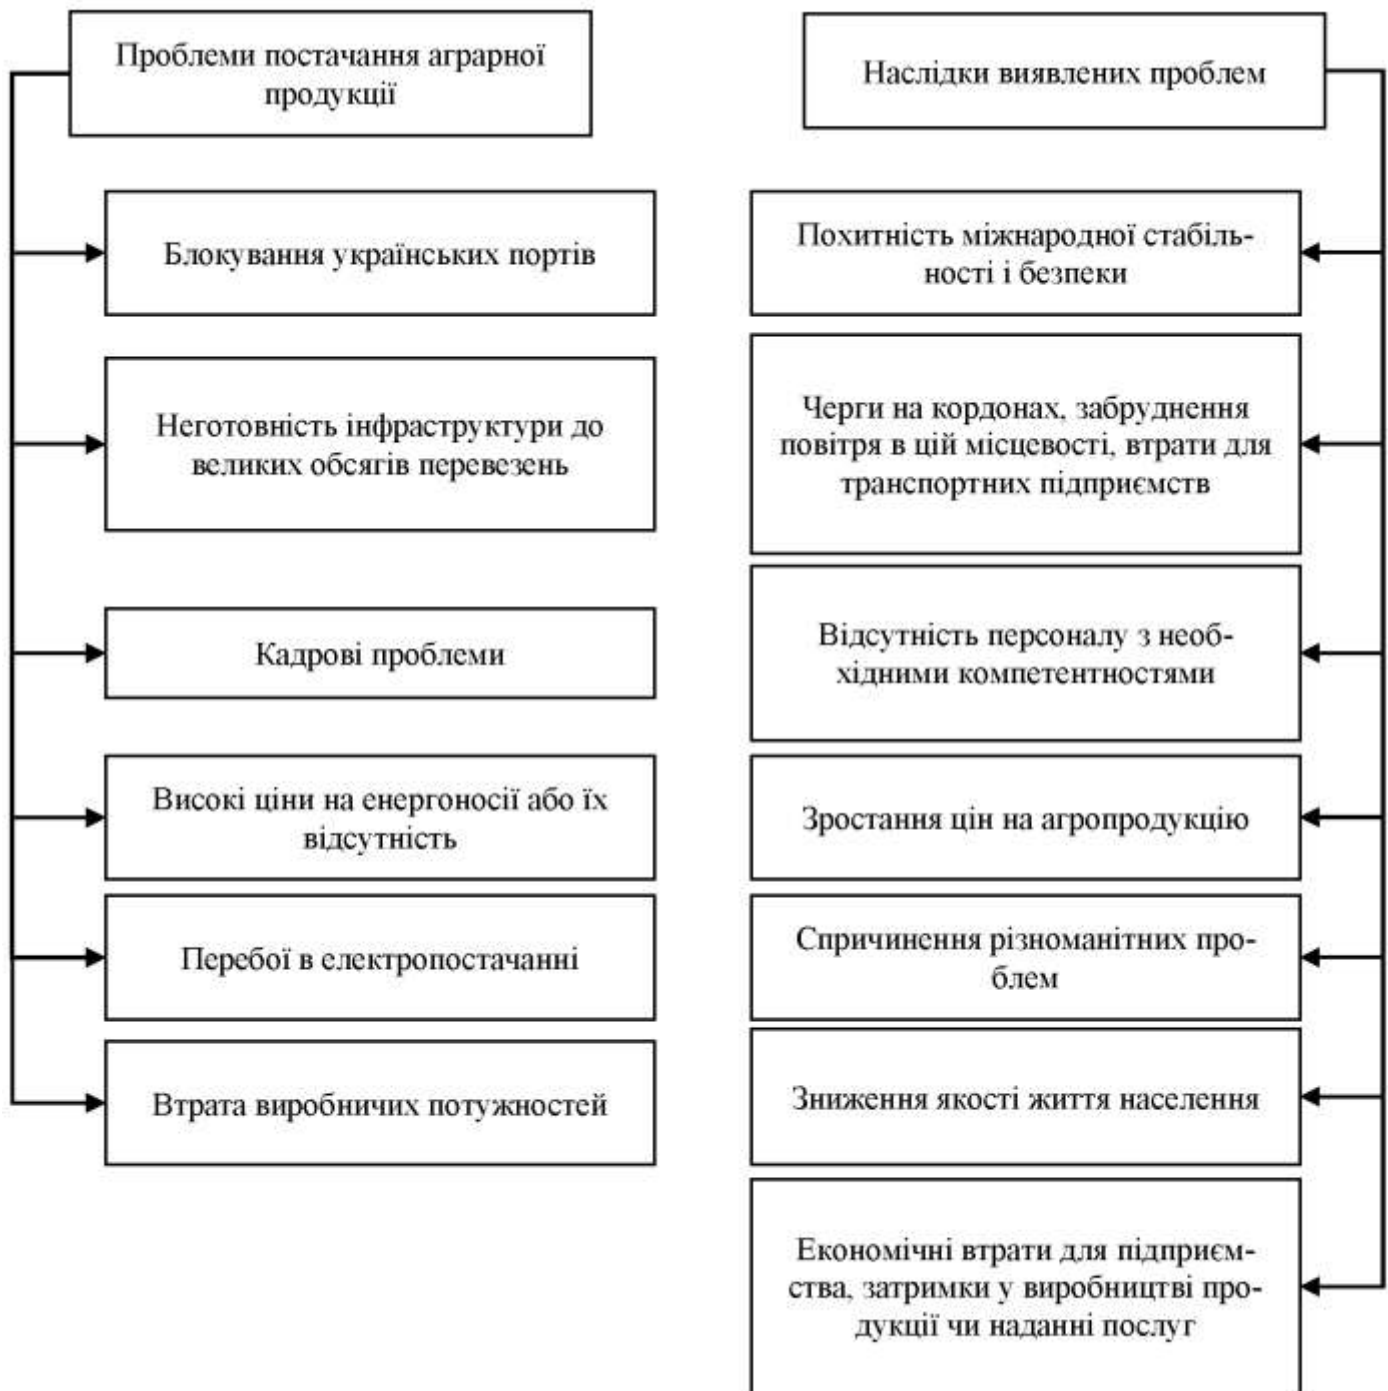 Проблеми постачання аграрної
продукції
Блокування українських портів
Неготовність інфраструктури до
великих обсягів перевезень
Кадрові проблеми
Високі ціни на енергоносії або їх
відсутність
Перебої в електропостачанні
Втрата виробничих потужностей
Наслідки виявлених проблем
Похитність міжнародної стабіль-
ності і безпеки
Черги на кордонах, забруднення
повітря в цій місцевості, втрати для
транспортних підприємств
Відсутність персоналу з необ-
хідними компетентностями
Зростання цін на агропродукцію
Спричинення різноманітних про-
блем
Зниження якості життя населення
Економічні втрати для підприєм-
ства, затримки у виробництві про-
дукції чи наданні послуг